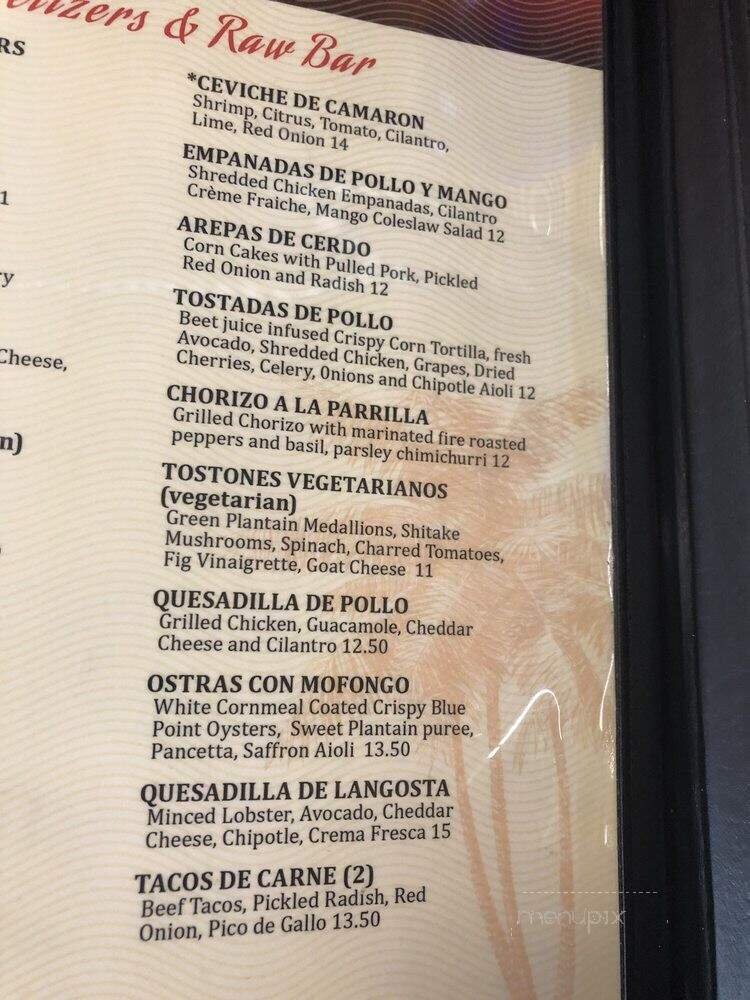 & Raw Bar
RS
1
Cheese,
n)
*CEVICHE DE CAMARON
Shrimp, Citrus, Tomato, Cilantro,
Lime, Red Onion 14
EMPANADAS DE POLLO Y MANGO
Shredded Chicken Empanadas, Cilantro
Crème Fraiche, Mango Coleslaw Salad 12
AREPAS DE CERDO
Corn Cakes with Pulled Pork, Pickled
Red Onion and Radish 12
TOSTADAS DE POLLO
Beet juice infused Crispy Corn Tortilla, fresh
Avocado, Shredded Chicken, Grapes, Dried
Cherries, Celery, 0nions and Chipotle Aioli 12
CHORIZO A LA PARRILLA
Grilled Chorizo with marinated fire roasted
peppers and basil, parsley chimichurri 12
TOSTONES VEGETARIANOS
(vegetarian)
Green Plantain Medallions, Shitake
Mushrooms, Spinach, Charred Tomatoes,
Fig Vinaigrette, Goat Cheese 11
QUESADILLA DE POLLO
Grilled Chicken, Guacamole, Cheddar
Cheese and Cilantro 12.50
OSTRAS CON MOFONGO
White Cornmeal Coated Crispy Blue
Point Oysters, Sweet Plantain puree,
Pancetta, Saffron Aioli 13.50
QUESADILLA DE LANGOSTA
Minced Lobster, Avocado, Cheddar
Cheese, Chipotle, Crema Fresca 15
TACOS DE CARNE (2)
Beef Tacos, Pickled Radish, Red
Onion, Pico de Gallo 13.50
menupix